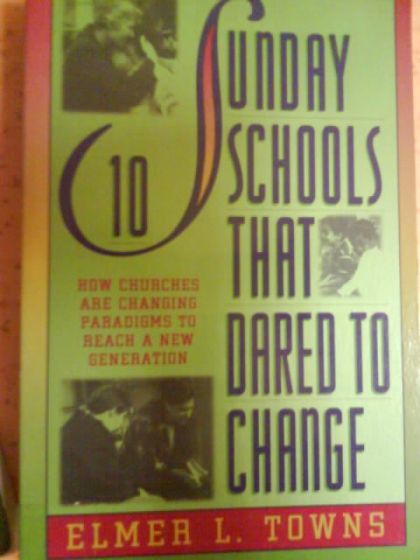 10
SUNDAY
SCHOOLS
THAT
DARED TO
CHANGE
HOW CHURCHES
ARE CHANGING
PARADIGMS TO
REACH A NEW
GENERATION
ELMER L. TOWNS